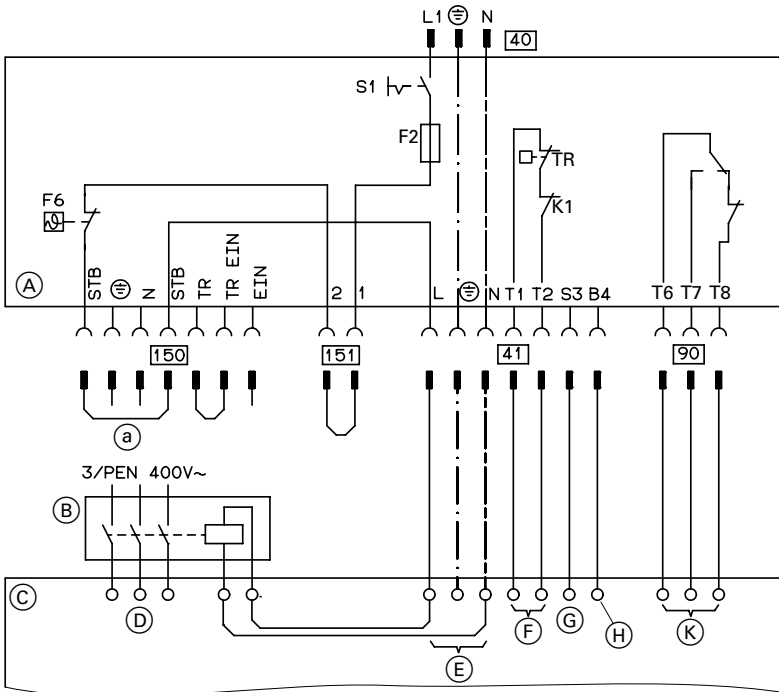 L1 ⏚ N 40
S1
F2
TR
K1
F6
A
STB ⏚ N STB TR TR EIN EIN 2 1 L ⏚ N T1 T2 S3 B4 T6 T7 T8
150 151 41 90
a
3/PEN 400V~
B
C
D E F G H K